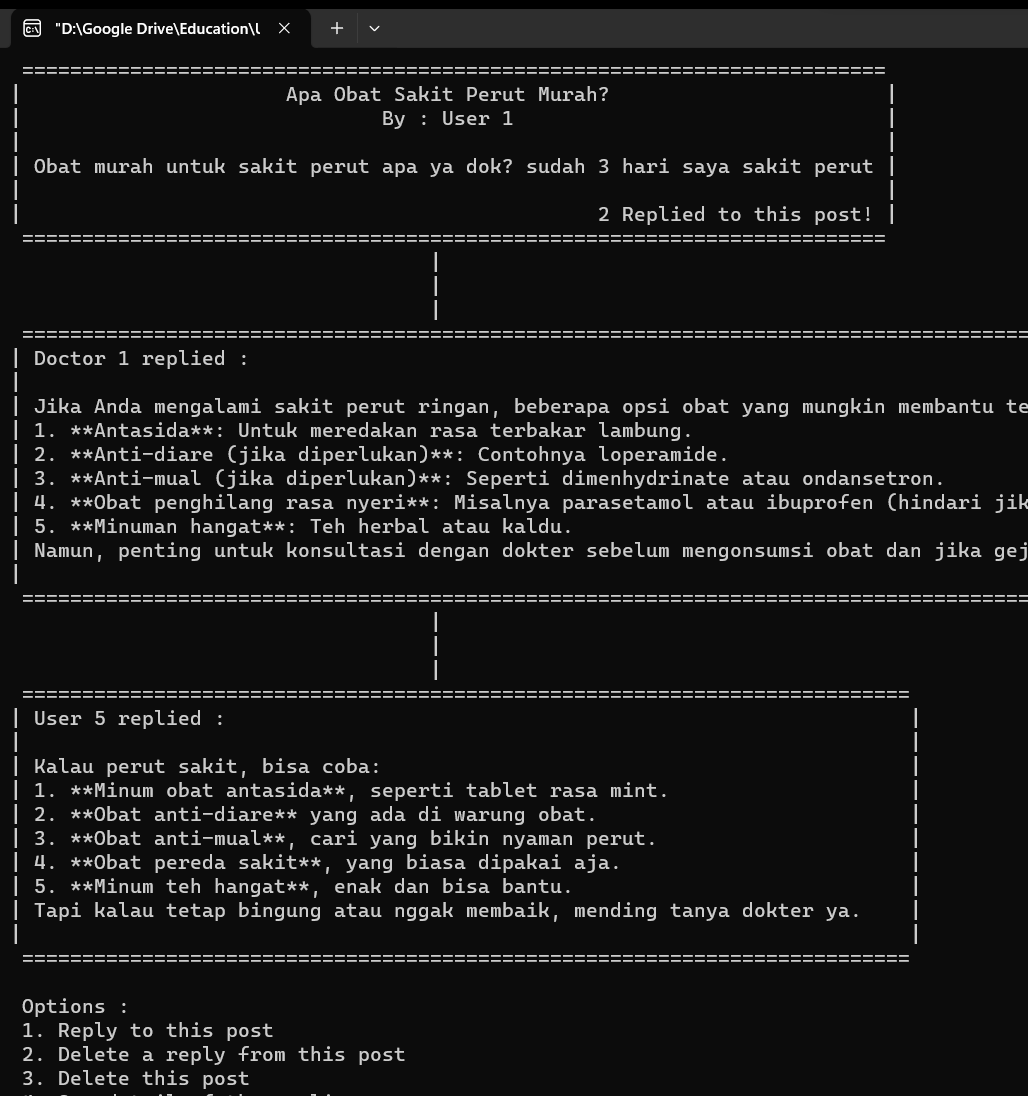 "D:\Google Drive\Education\
Apa Obat Sakit Perut Murah?
By : User 1
Obat murah untuk sakit perut apa ya dok? sudah 3 hari saya sakit perut
2 Replied to this post!
Doctor 1 replied :
Jika Anda mengalami sakit perut ringan, beberapa opsi obat yang mungkin membantu te
1. **Antasida**: Untuk meredakan rasa terbakar lambung.
2. **Anti-diare (jika diperlukan)**: Contohnya loperamide.
3. **Anti-mual (jika diperlukan)**: Seperti dimenhydrinate atau ondansetron.
4. **Obat penghilang rasa nyeri**: Misalnya parasetamol atau ibuprofen (hindari jik
5. **Minuman hangat**: Teh herbal atau kaldu.
Namun, penting untuk konsultasi dengan dokter sebelum mengonsumsi obat dan jika gej
User 5 replied :
Kalau perut sakit, bisa coba:
1. **Minum obat antasida**, seperti tablet rasa mint.
2. **Obat anti-diare** yang ada di warung obat.
3. **Obat anti-mual**, cari yang bikin nyaman perut.
4. **Obat pereda sakit**, yang biasa dipakai aja.
5. **Minum teh hangat**, enak dan bisa bantu.
Tapi kalau tetap bingung atau nggak membaik, mending tanya dokter ya.
Options :
1. Reply to this post
2. Delete a reply from this post
3. Delete this post